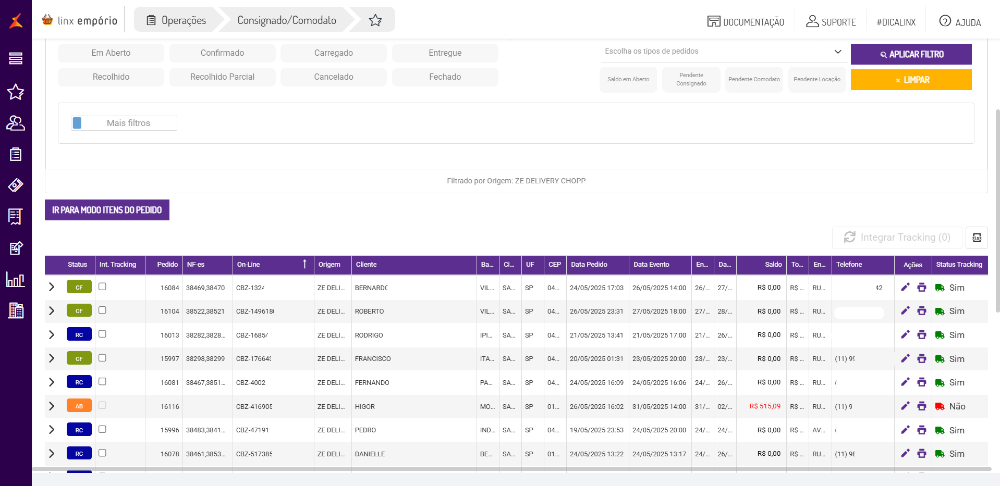 linx empório
Operações
Consignado/Comodato
DOCUMENTAÇÃO
SUPORTE
#DICALINX
AJUDA
Em Aberto Confirmado Carregado Entregue
Escolha os tipos de pedidos
APLICAR FILTRO
Recolhido Recolhido Parcial Cancelado Fechado
Saldo em Aberto
Pendente Consignado
Pendente Comodato
Pendente Locação
× LIMPAR
Mais filtros
Filtrado por Origem: ZE DELIVERY CHOPP
IR PARA MODO ITENS DO PEDIDO
Integrar Tracking (0)
XLSX
Status Int. Tracking Pedido NF-es On-Line Origem Cliente Ba... Ci... UF CEP Data Pedido Data Evento En... Da... Saldo To... En... Telefone Ações Status Tracking
CF 16084 38469,38470 CBZ-1324 ZE DELI... BERNARDO VIL... SA... SP 04... 24/05/2025 17:03 26/05/2025 14:00 26/... 27/... R$ 0,00 R$ ... RU... 42 Sim
CF 16104 38522,38521 CBZ-1496180 ZE DELI... ROBERTO VIL... SA... SP 04... 26/05/2025 23:31 27/05/2025 18:00 27/... 28/... R$ 0,00 R$ ... RU... Sim
RC 16013 38282,3828... CBZ-16854 ZE DELI... RODRIGO IPI... SA... SP 04... 21/05/2025 13:41 21/05/2025 17:00 21/... 26/... R$ 0,00 R$ ... RU... Sim
CF 15997 38298,38299 CBZ-176643 ZE DELI... FRANCISCO ITA... SA... SP 04... 20/05/2025 01:31 23/05/2025 20:00 23/... 23/... R$ 0,00 R$ ... RU... (11) 99 Sim
RC 16081 38467,3851... CBZ-4002 ZE DELI... FERNANDO PA... SA... SP 04... 24/05/2025 16:09 24/05/2025 16:06 24/... 26/... R$ 0,00 R$ ... RU... ( Sim
AB 16116 CBZ-416905 ZE DELI... HIGOR MO... SA... SP 01... 26/05/2025 16:02 31/05/2025 14:00 31/... 02/... R$ 515,09 R$ ... RU... (11) 9 Não
RC 15996 38483,3841... CBZ-47191 ZE DELI... PEDRO IND... SA... SP 04... 19/05/2025 23:53 24/05/2025 20:00 24/... 24/... R$ 0,00 R$ ... AV... ( Sim
RC 16078 38461,3853... CBZ-517385 ZE DELI... DANIELLE BE... SA... SP 01... 24/05/2025 13:22 24/05/2025 13:17 24/... 26/... R$ 0,00 R$ ... RU... (11) 98 Sim